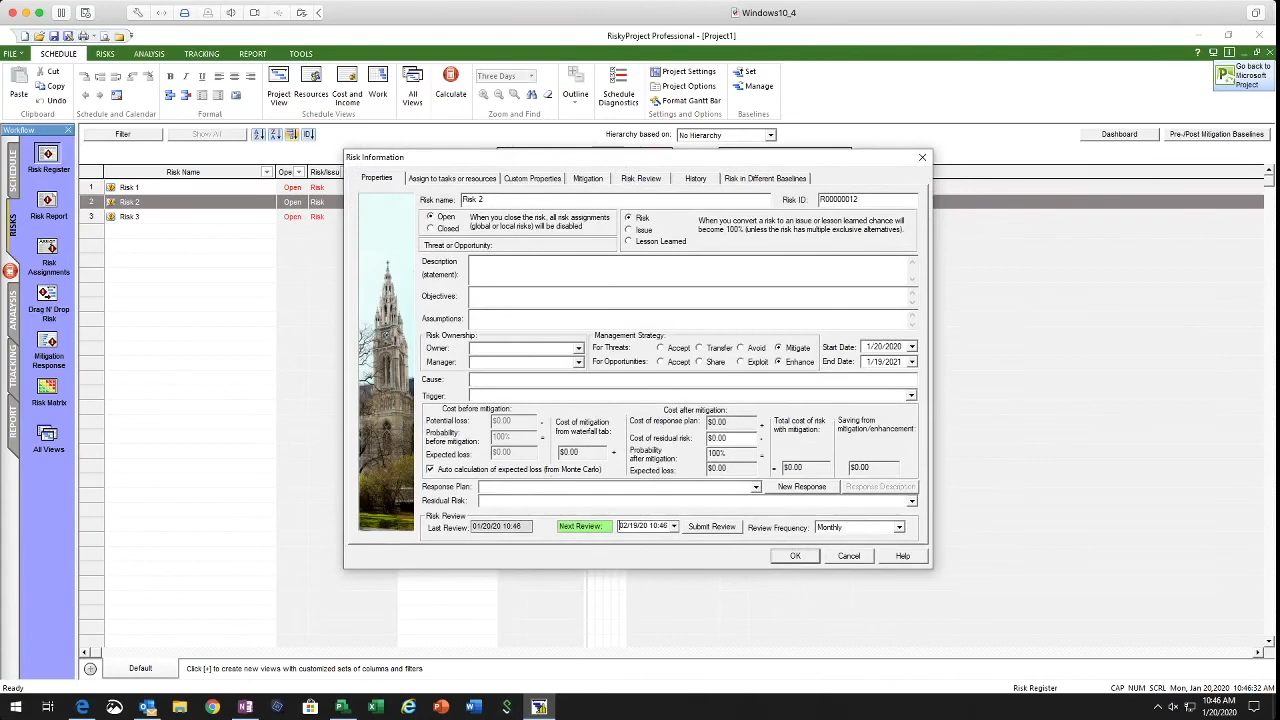 Windows10_4
RiskyProject Professional - [Project1]
FILE SCHEDULE RISKS ANALYSIS TRACKING REPORT TOOLS
Cut
Copy
Undo
Paste
Clipboard
Schedule and Calendar
Format
Project View
Resources
Cost and Income
Work
Schedule Views
All Views
Calculate
Three Days
Zoom and Find
Outline
Schedule Diagnostics
Project Settings
Project Options
Format Gantt Bar
Settings and Options
Set
Manage
Baselines
Go back to Microsoft Project
Workflow
Filter
Show All
Hierarchy based on:
No Hierarchy
Dashboard
Pre-/Post Mitigation Baselines
SCHEDULE
RISKS
ANALYSIS
TRACKING
REPORT
Risk Register
Risk Report
ASSIGN
Risk Assignments
Drag N' Drop Risk
Mitigation Response
Risk Matrix
All Views
Risk Name Ope Risk/Issu
1 Risk 1 Open Risk
2 Risk 2 Open Risk
3 Risk 3 Open Risk
Risk Information
Properties Assign to tasks or resources Custom Properties Mitigation Risk Review History Risk in Different Baselines
Risk name: Risk 2 Risk ID: R00000012
Open
Closed
When you close the risk, all risk assignments (global or local risks) will be disabled
Risk
Issue
Lesson Learned
When you convert a risk to an issue or lesson learned chance will become 100% (unless the risk has multiple exclusive alternatives).
Threat or Opportunity:
Description (statement):
Objectives:
Assumptions:
Risk Ownership:
Owner:
Manager:
Management Strategy:
For Threats: Accept Transfer Avoid Mitigate
For Opportunities: Accept Share Exploit Enhance
Start Date: 1/20/2020
End Date: 1/19/2021
Cause:
Trigger:
Cost before mitigation:
Potential loss: $0.00 -
Probability before mitigation: 100% =
Expected loss: $0.00
Cost of mitigation from waterfall tab:
$0.00 +
Cost after mitigation:
Cost of response plan: $0.00 +
Cost of residual risk: $0.00 -
Probability after mitigation: 100% =
Expected loss: $0.00
Total cost of risk with mitigation:
= $0.00
Saving from mitigation/enhancement:
$0.00
Auto calculation of expected loss (from Monte Carlo)
Response Plan: New Response Response Description
Residual Risk:
Risk Review
Last Review: 01/20/20 10:46 Next Review: 02/19/20 10:46 Submit Review Review Frequency: Monthly
OK Cancel Help
Default
Click [+] to create new views with customized sets of columns and filters
Ready
Risk Register
CAP NUM SCRL Mon, Jan 20,2020 10:46:32 AM
10:46 AM
1/20/2020